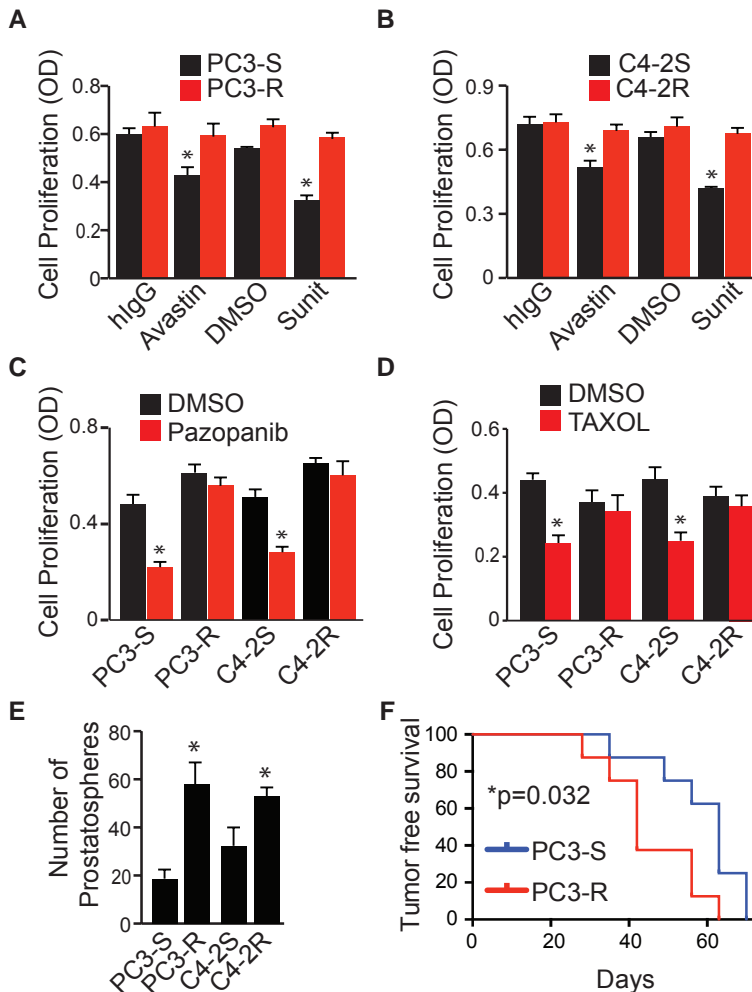 A
PC3-S
PC3-R
Cell Proliferation (OD)
0.8
0.6
0.4
0.2
0
*
*
hIgG
Avastin
DMSO
Sunit
B
C4-2S
C4-2R
Cell Proliferation (OD)
0.9
0.6
0.3
0
*
*
hIgG
Avastin
DMSO
Sunit
C
DMSO
Pazopanib
Cell Proliferation (OD)
0.8
0.4
0
*
*
PC3-S
PC3-R
C4-2S
C4-2R
D
DMSO
TAXOL
Cell Proliferation (OD)
0.6
0.4
0.2
0
*
*
PC3-S
PC3-R
C4-2S
C4-2R
E
Number of
Prostatospheres
80
60
40
20
0
*
*
PC3-S
PC3-R
C4-2S
C4-2R
F
Tumor free survival
100
80
60
40
20
0
*p=0.032
PC3-S
PC3-R
0
20
40
60
Days